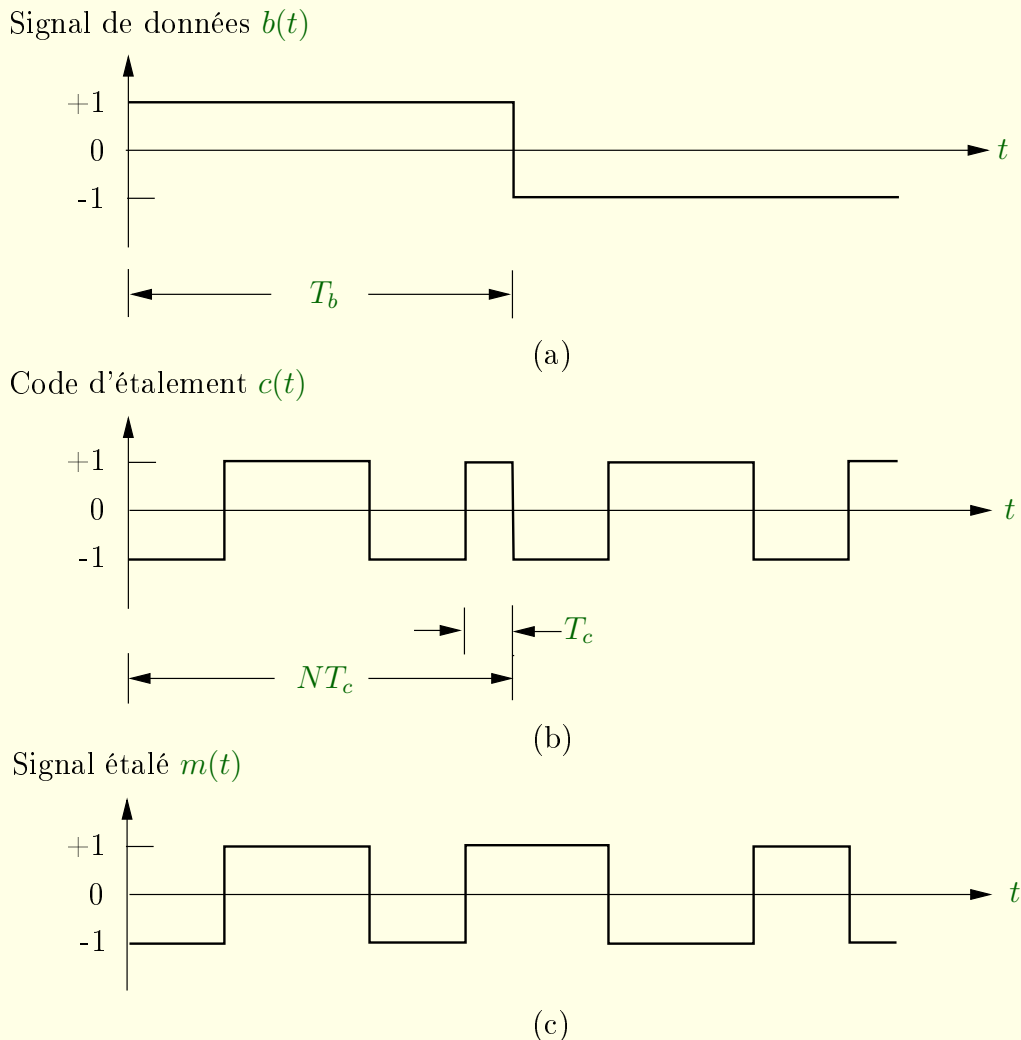 Signal de données b(t)
+1
0
t
-1
T_b
(a)
Code d'étalement c(t)
+1
0
t
-1
T_c
NT_c
(b)
Signal étalé m(t)
+1
0
t
-1
(c)